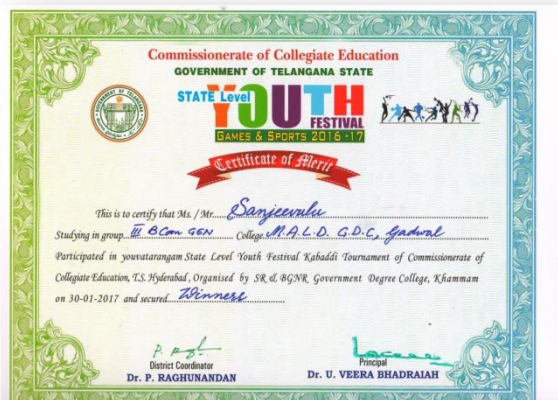 Commissionerate of Collegiate Education
GOVERNMENT OF TELANGANA STATE
STATE Level
YOUTH
FESTIVAL
GAMES & SPORTS 2016 -17
Certificate of Merit
This is to certify that Ms. / Mr. Sanjeevulu
Studying in group. III B Com GEN College. M.A.L.D. G.D.C, Gadwal
Participated in youvatarangam State Level Youth Festival Kabaddi Tournament of Commissionerate of
Collegiate Education, T.S. Hyderabad, Organised by SR & BGNR Government Degree College, Khammam
on 30-01-2017 and secured. Winners
District Coordinator
Dr. P. RAGHUNANDAN
Principal
Dr. U. VEERA BHADRAIAH